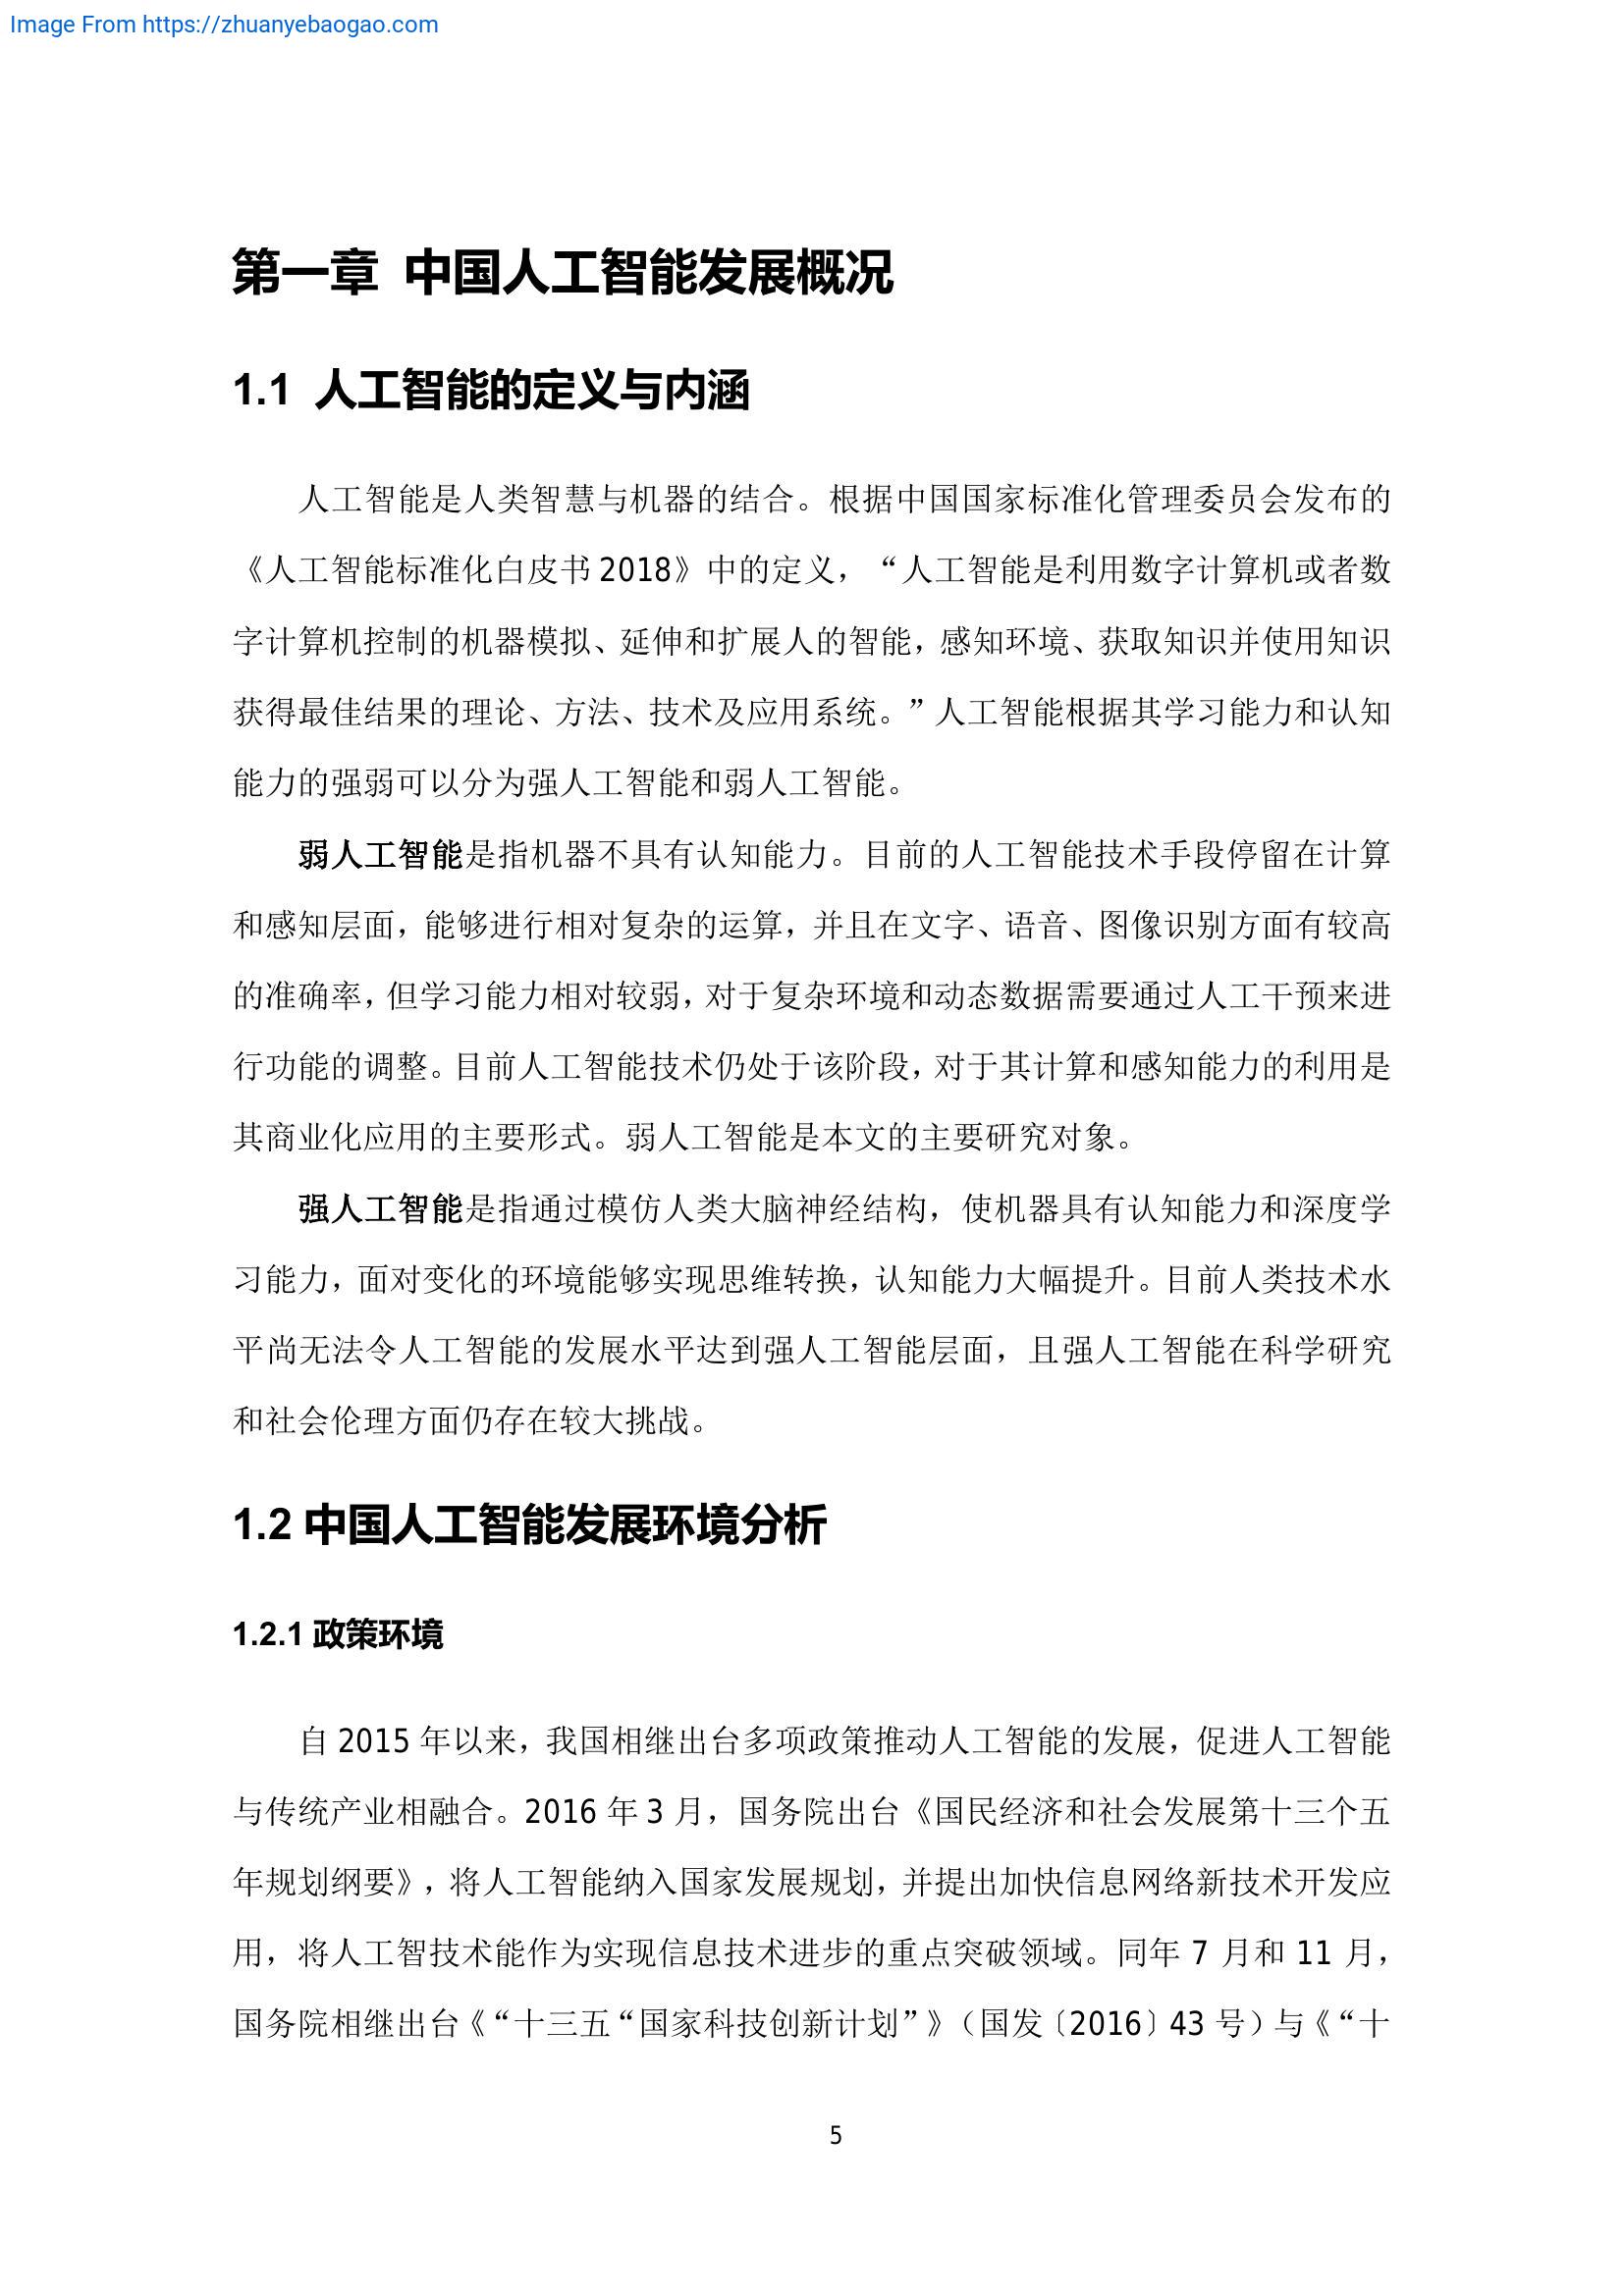 Image From https://zhuanyebaogao.com
第一章 中国人工智能发展概况
1.1 人工智能的定义与内涵
人工智能是人类智慧与机器的结合。根据中国国家标准化管理委员会发布的
《人工智能标准化白皮书 2018》中的定义，“人工智能是利用数字计算机或者数
字计算机控制的机器模拟、延伸和扩展人的智能，感知环境、获取知识并使用知识
获得最佳结果的理论、方法、技术及应用系统。”人工智能根据其学习能力和认知
能力的强弱可以分为强人工智能和弱人工智能。
弱人工智能是指机器不具有认知能力。目前的人工智能技术手段停留在计算
和感知层面，能够进行相对复杂的运算，并且在文字、语音、图像识别方面有较高
的准确率，但学习能力相对较弱，对于复杂环境和动态数据需要通过人工干预来进
行功能的调整。目前人工智能技术仍处于该阶段，对于其计算和感知能力的利用是
其商业化应用的主要形式。弱人工智能是本文的主要研究对象。
强人工智能是指通过模仿人类大脑神经结构，使机器具有认知能力和深度学
习能力，面对变化的环境能够实现思维转换，认知能力大幅提升。目前人类技术水
平尚无法令人工智能的发展水平达到强人工智能层面，且强人工智能在科学研究
和社会伦理方面仍存在较大挑战。
1.2 中国人工智能发展环境分析
1.2.1 政策环境
自 2015 年以来，我国相继出台多项政策推动人工智能的发展，促进人工智能
与传统产业相融合。2016 年 3 月，国务院出台《国民经济和社会发展第十三个五
年规划纲要》，将人工智能纳入国家发展规划，并提出加快信息网络新技术开发应
用，将人工智技术能作为实现信息技术进步的重点突破领域。同年 7 月和 11 月，
国务院相继出台《“十三五“国家科技创新计划”》（国发〔2016〕43 号）与《“十
5